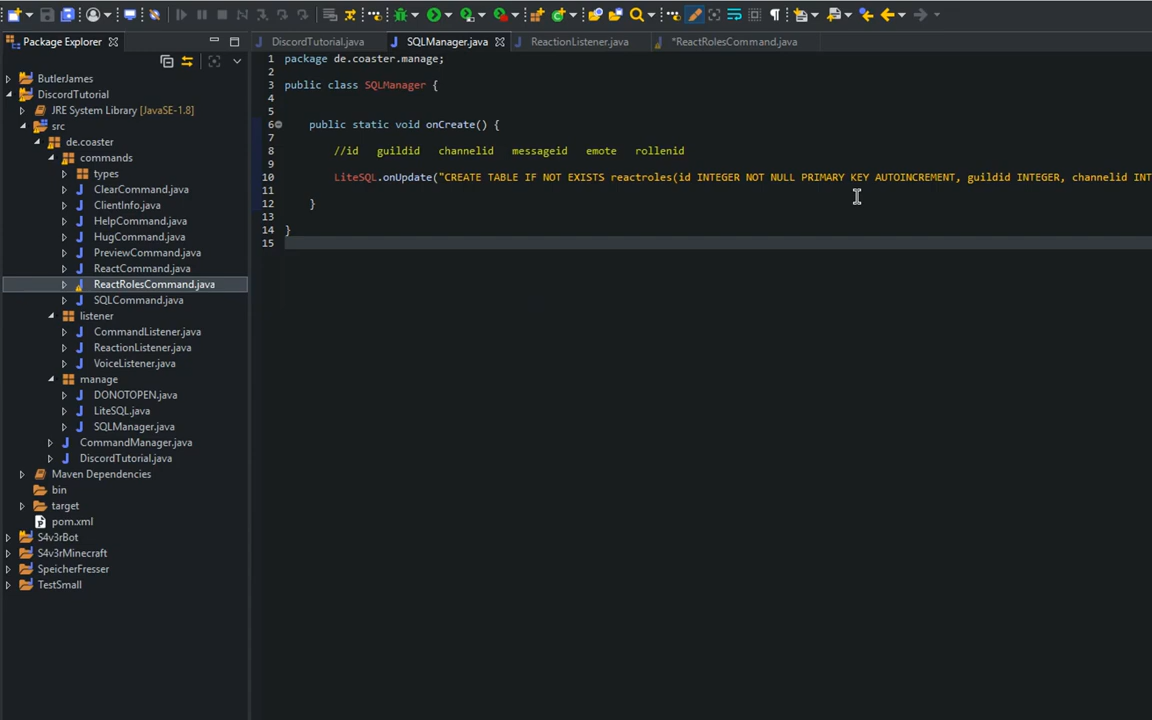 Package Explorer
DiscordTutorial.java
SQLManager.java
ReactionListener.java
*ReactRolesCommand.java
ButlerJames
DiscordTutorial
JRE System Library [JavaSE-1.8]
src
de.coaster
commands
types
ClearCommand.java
ClientInfo.java
HelpCommand.java
HugCommand.java
PreviewCommand.java
ReactCommand.java
ReactRolesCommand.java
SQLCommand.java
listener
CommandListener.java
ReactionListener.java
VoiceListener.java
manage
DONOTOPEN.java
LiteSQL.java
SQLManager.java
CommandManager.java
DiscordTutorial.java
Maven Dependencies
bin
target
pom.xml
S4v3rBot
S4v3rMinecraft
SpeicherFresser
TestSmall
1 package de.coaster.manage;
2
3 public class SQLManager {
4
5
6 public static void onCreate() {
7
8 //id guildid channelid messageid emote rollenid
9
10 LiteSQL.onUpdate("CREATE TABLE IF NOT EXISTS reactroles(id INTEGER NOT NULL PRIMARY KEY AUTOINCREMENT, guildid INTEGER, channelid INT
11
12 }
13
14 }
15